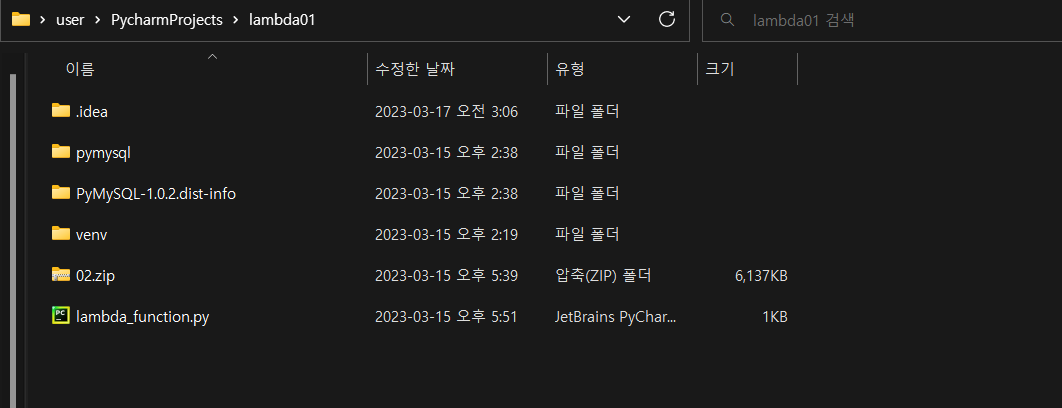 user > PycharmProjects > lambda01
lambda01 검색
이름 수정한 날짜 유형 크기
.idea 2023-03-17 오전 3:06 파일 폴더
pymysql 2023-03-15 오후 2:38 파일 폴더
PyMySQL-1.0.2.dist-info 2023-03-15 오후 2:38 파일 폴더
venv 2023-03-15 오후 2:19 파일 폴더
02.zip 2023-03-15 오후 5:39 압축(ZIP) 폴더 6,137KB
PC lambda_function.py 2023-03-15 오후 5:51 JetBrains PyChar... 1KB